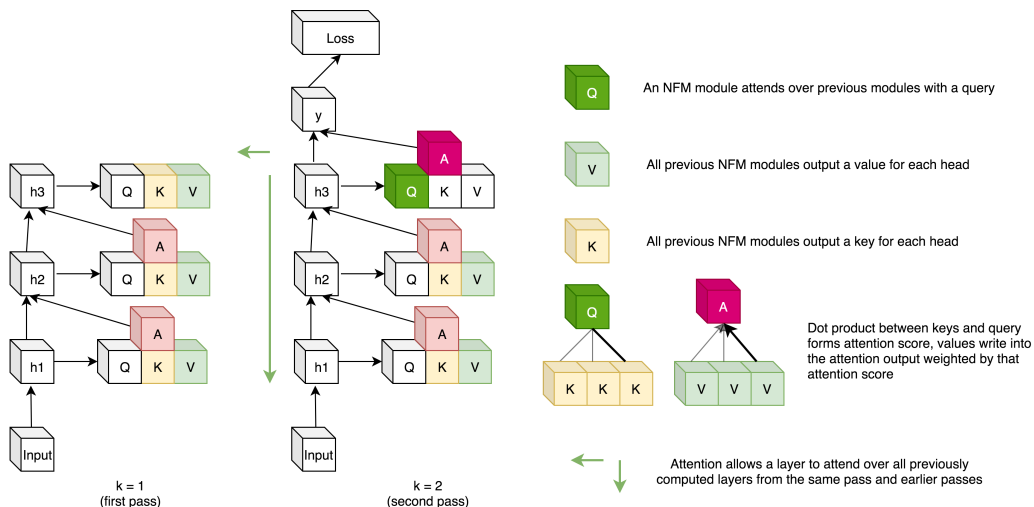 Loss
y
A
h3
Q
K
V
A
h2
Q
K
V
A
h1
Q
K
V
Input
k = 1
(first pass)
h3
Q
K
V
A
h2
Q
K
V
A
h1
Q
K
V
Input
k = 2
(second pass)
Q
An NFM module attends over previous modules with a query
V
All previous NFM modules output a value for each head
K
All previous NFM modules output a key for each head
Q
K
K
K
A
V
V
V
Dot product between keys and query
forms attention score, values write into
the attention output weighted by that
attention score
Attention allows a layer to attend over all previously
computed layers from the same pass and earlier passes